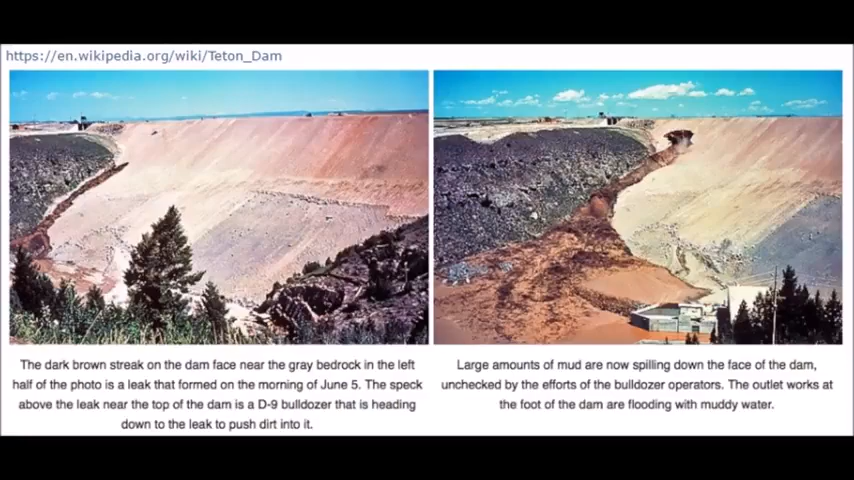 https://en.wikipedia.org/wiki/Teton_Dam
The dark brown streak on the dam face near the gray bedrock in the left
half of the photo is a leak that formed on the morning of June 5. The speck
above the leak near the top of the dam is a D-9 bulldozer that is heading
down to the leak to push dirt into it.
Large amounts of mud are now spilling down the face of the dam,
unchecked by the efforts of the bulldozer operators. The outlet works at
the foot of the dam are flooding with muddy water.